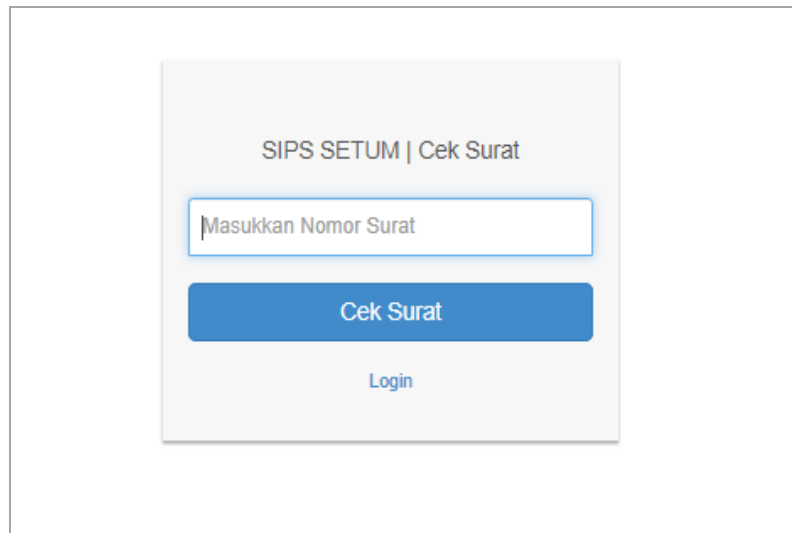 SIPS SETUM | Cek Surat
Masukkan Nomor Surat
Cek Surat
Login